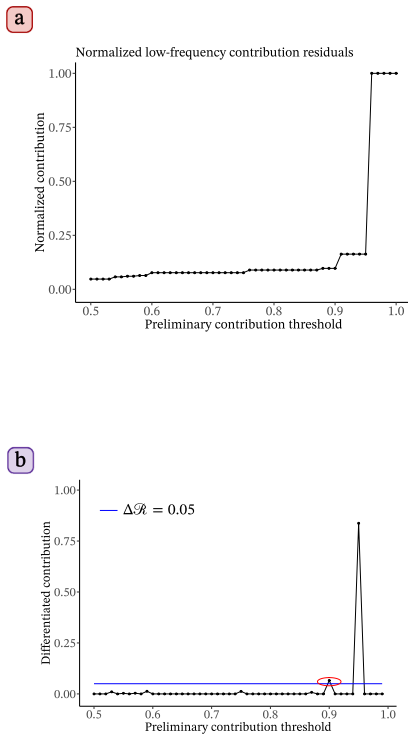 a
Normalized low-frequency contribution residuals
Normalized contribution
1.00
0.75
0.50
0.25
0.00
0.5 0.6 0.7 0.8 0.9 1.0
Preliminary contribution threshold
b
Differentiated contribution
1.00
0.75
0.50
0.25
0.00
Δℛ = 0.05
0.5 0.6 0.7 0.8 0.9 1.0
Preliminary contribution threshold